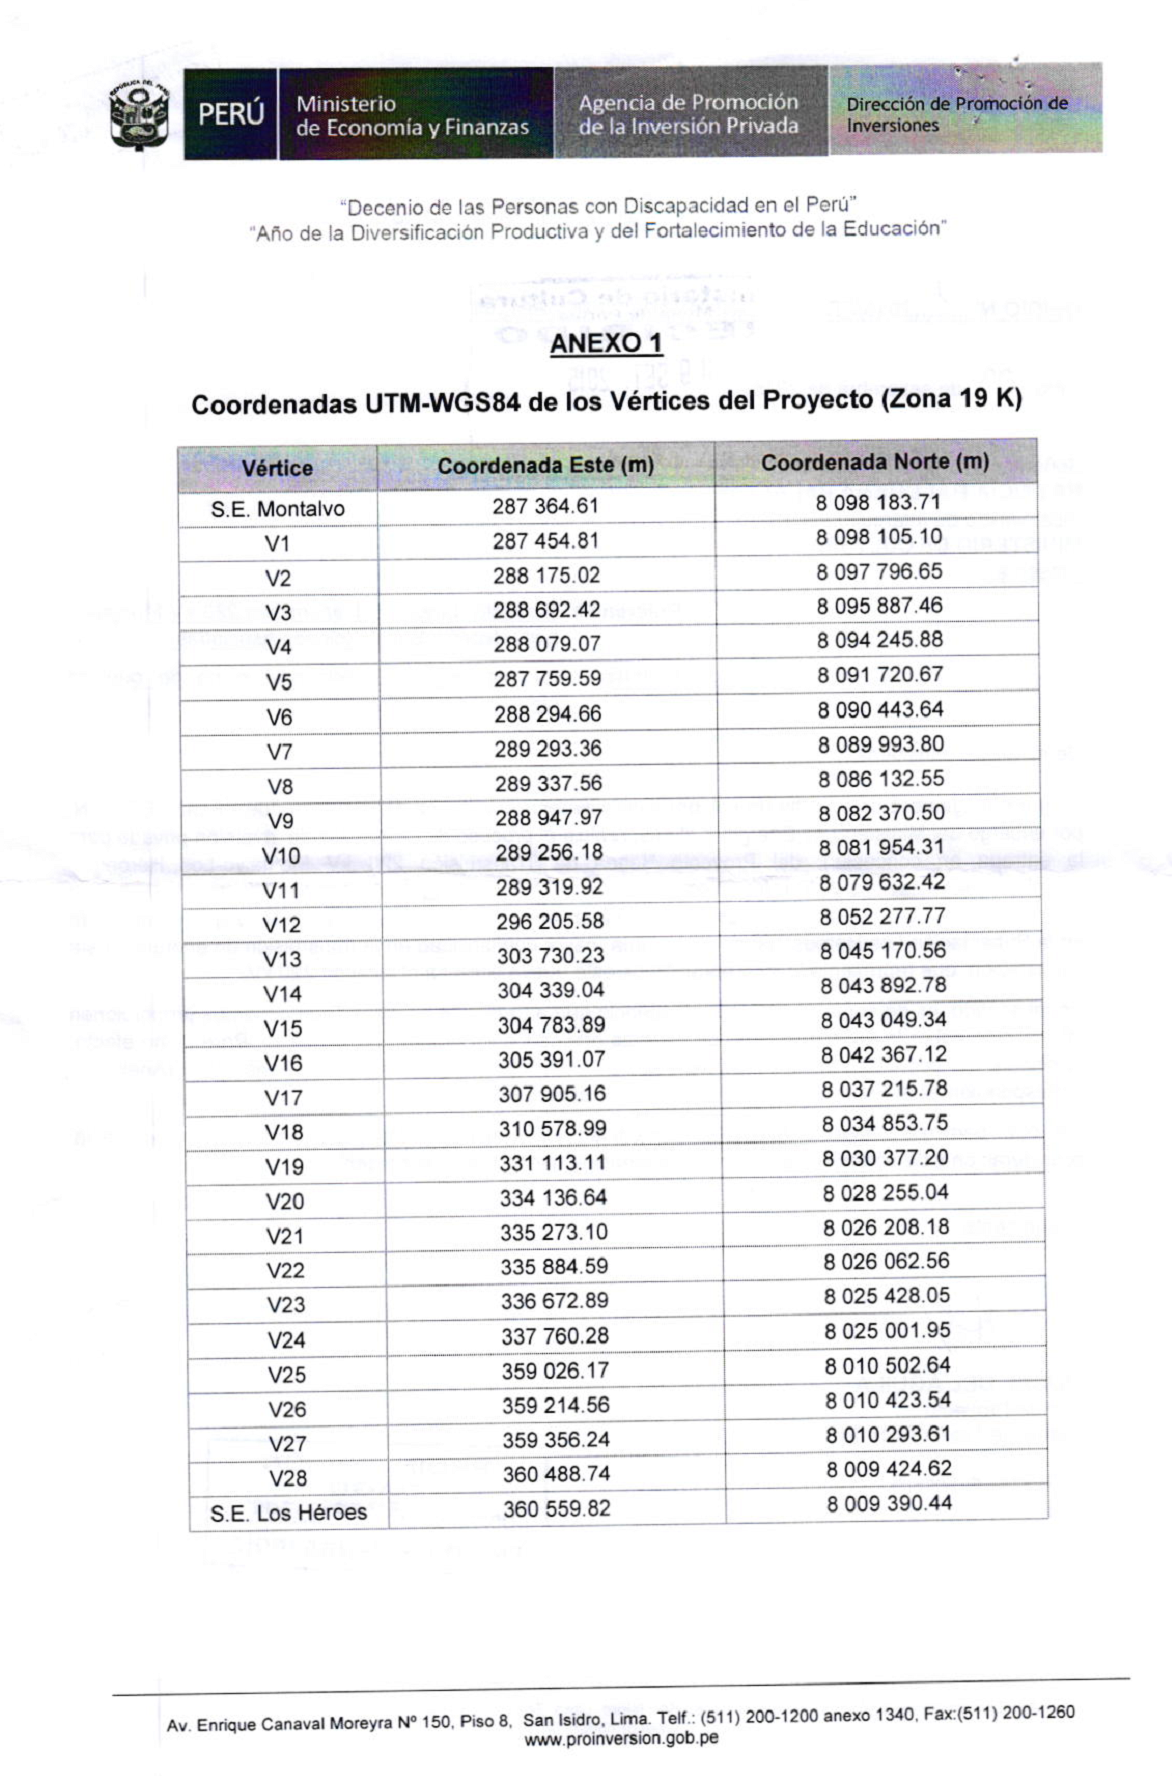 PERÚ
Ministerio
de Economía y Finanzas
Agencia de Promoción
de la Inversión Privada
Dirección de Promoción de
Inversiones
"Decenio de las Personas con Discapacidad en el Perú"
"Año de la Diversificación Productiva y del Fortalecimiento de la Educación"
ANEXO 1
Coordenadas UTM-WGS84 de los Vértices del Proyecto (Zona 19 K)
Vértice Coordenada Este (m) Coordenada Norte (m)
S.E. Montalvo 287 364.61 8 098 183.71
V1 287 454.81 8 098 105.10
V2 288 175.02 8 097 796.65
V3 288 692.42 8 095 887.46
V4 288 079.07 8 094 245.88
V5 287 759.59 8 091 720.67
V6 288 294.66 8 090 443.64
V7 289 293.36 8 089 993.80
V8 289 337.56 8 086 132.55
V9 288 947.97 8 082 370.50
V10 289 256.18 8 081 954.31
V11 289 319.92 8 079 632.42
V12 296 205.58 8 052 277.77
V13 303 730.23 8 045 170.56
V14 304 339.04 8 043 892.78
V15 304 783.89 8 043 049.34
V16 305 391.07 8 042 367.12
V17 307 905.16 8 037 215.78
V18 310 578.99 8 034 853.75
V19 331 113.11 8 030 377.20
V20 334 136.64 8 028 255.04
V21 335 273.10 8 026 208.18
V22 335 884.59 8 026 062.56
V23 336 672.89 8 025 428.05
V24 337 760.28 8 025 001.95
V25 359 026.17 8 010 502.64
V26 359 214.56 8 010 423.54
V27 359 356.24 8 010 293.61
V28 360 488.74 8 009 424.62
S.E. Los Héroes 360 559.82 8 009 390.44
Av. Enrique Canaval Moreyra Nº 150, Piso 8, San Isidro, Lima. Telf.: (511) 200-1200 anexo 1340, Fax:(511) 200-1260
www.proinversion.gob.pe